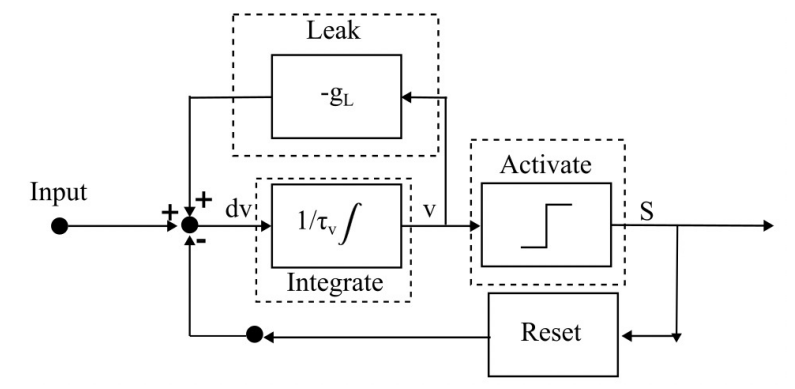 Leak
-gL
Activate
Input
+
+
dv
1/τv∫
v
S
-
Integrate
Reset